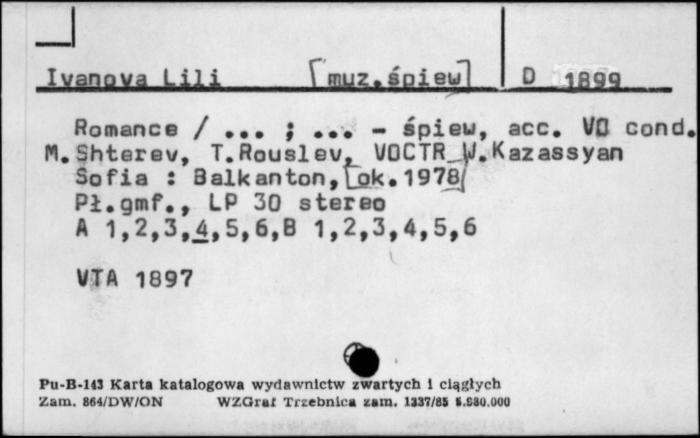 Ivanova Lili [muz.śpiew] D 1899
Romance / ... ; ... - śpiew, acc. VO cond.
M.Shterev, T.Rouslev, VOCTR W.Kazassyan
Sofia : Balkanton, [ok.1978]
Pł.gmf., LP 30 stereo
A 1,2,3,4,5,6,B 1,2,3,4,5,6
VTA 1897
Pu-B-143 Karta katalogowa wydawnictw zwartych i ciągłych
Zam. 864/DW/ON WZGraf Trzebnica zam. 1337/85 5.980.000